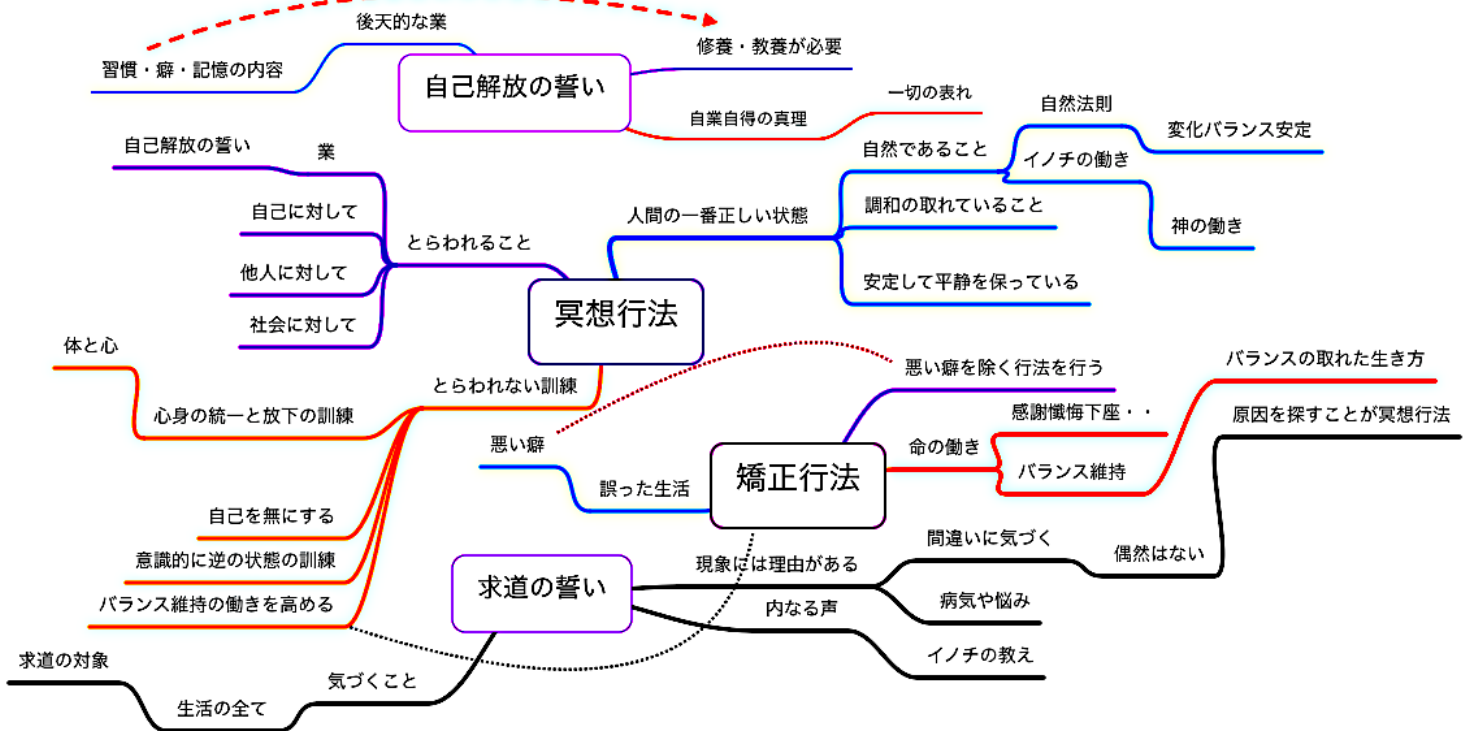 後天的な業
習慣・癖・記憶の内容
自己解放の誓い
修養・教養が必要
自業自得の真理
一切の表れ
自己解放の誓い
業
自己に対して
とらわれること
他人に対して
社会に対して
人間の一番正しい状態
自然であること
自然法則
変化バランス安定
イノチの働き
神の働き
調和の取れていること
安定して平静を保っている
冥想行法
体と心
心身の統一と放下の訓練
とらわれない訓練
自己を無にする
意識的に逆の状態の訓練
バランス維持の働きを高める
悪い癖
誤った生活
矯正行法
悪い癖を除く行法を行う
命の働き
感謝懺悔下座・・
バランス維持
バランスの取れた生き方
原因を探すことが冥想行法
求道の誓い
現象には理由がある
間違いに気づく
偶然はない
病気や悩み
内なる声
イノチの教え
気づくこと
生活の全て
求道の対象